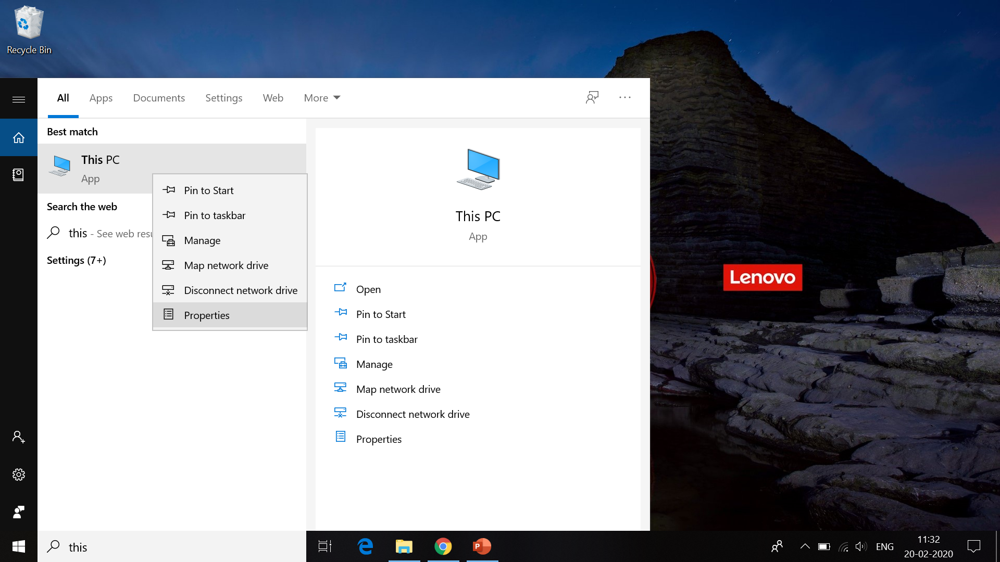 Recycle Bin
All Apps Documents Settings Web More
Best match
This PC
App
Search the web
this - See web resu
Settings (7+)
Pin to Start
Pin to taskbar
Manage
Map network drive
Disconnect network drive
Properties
This PC
App
Open
Pin to Start
Pin to taskbar
Manage
Map network drive
Disconnect network drive
Properties
Lenovo
this
P
ENG
11:32
20-02-2020